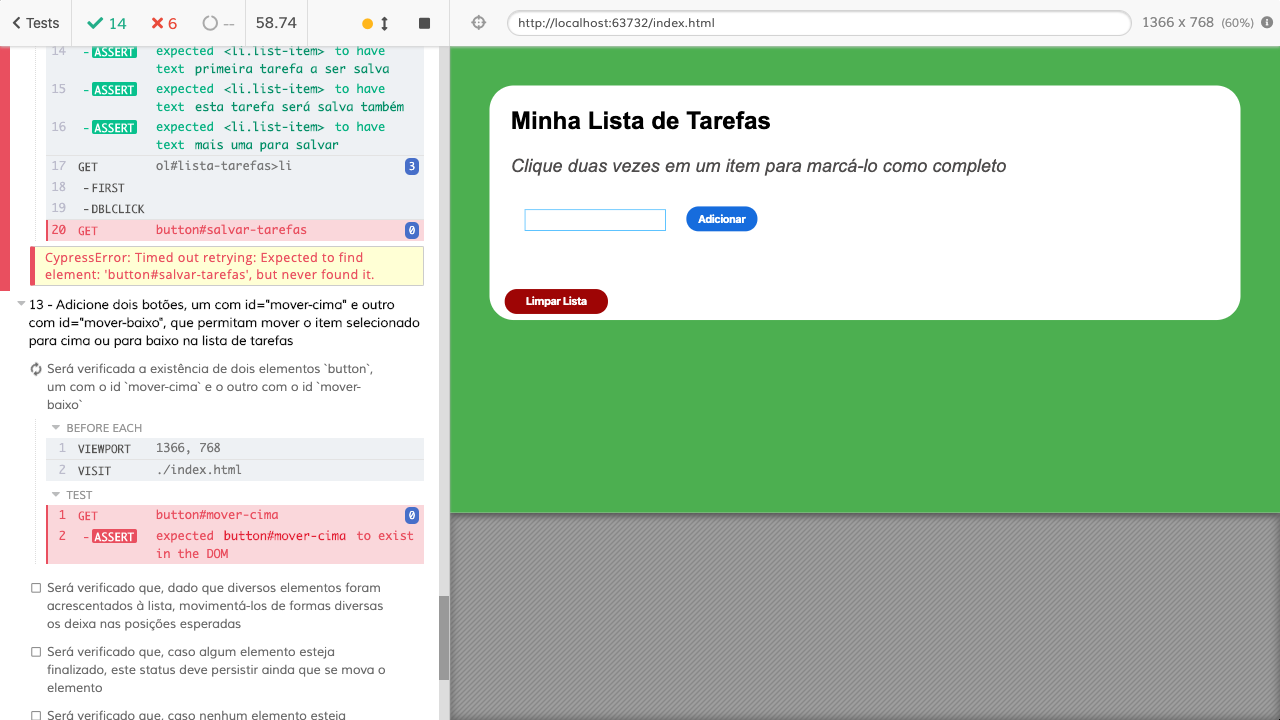 Tests
14
6
--
58.74
http://localhost:63732/index.html
1366 x 768 (60%)
14 - ASSERT expected <li.list-item> to have
text primeira tarefa a ser salva
15 - ASSERT expected <li.list-item> to have
text esta tarefa será salva também
16 - ASSERT expected <li.list-item> to have
text mais uma para salvar
17 GET ol#lista-tarefas>li 3
18 - FIRST
19 - DBLCLICK
20 GET button#salvar-tarefas 0
CypressError: Timed out retrying: Expected to find
element: 'button#salvar-tarefas', but never found it.
13 - Adicione dois botões, um com id="mover-cima" e outro
com id="mover-baixo", que permitam mover o item selecionado
para cima ou para baixo na lista de tarefas
Será verificada a existência de dois elementos `button`,
um com o id `mover-cima` e o outro com o id `mover-
baixo`
BEFORE EACH
1 VIEWPORT 1366, 768
2 VISIT ./index.html
TEST
1 GET button#mover-cima 0
2 - ASSERT expected button#mover-cima to exist
in the DOM
Será verificado que, dado que diversos elementos foram
acrescentados à lista, movimentá-los de formas diversas
os deixa nas posições esperadas
Será verificado que, caso algum elemento esteja
finalizado, este status deve persistir ainda que se mova o
elemento
Será verificado que, caso nenhum elemento esteja
Minha Lista de Tarefas
Clique duas vezes em um item para marcá-lo como completo
Adicionar
Limpar Lista